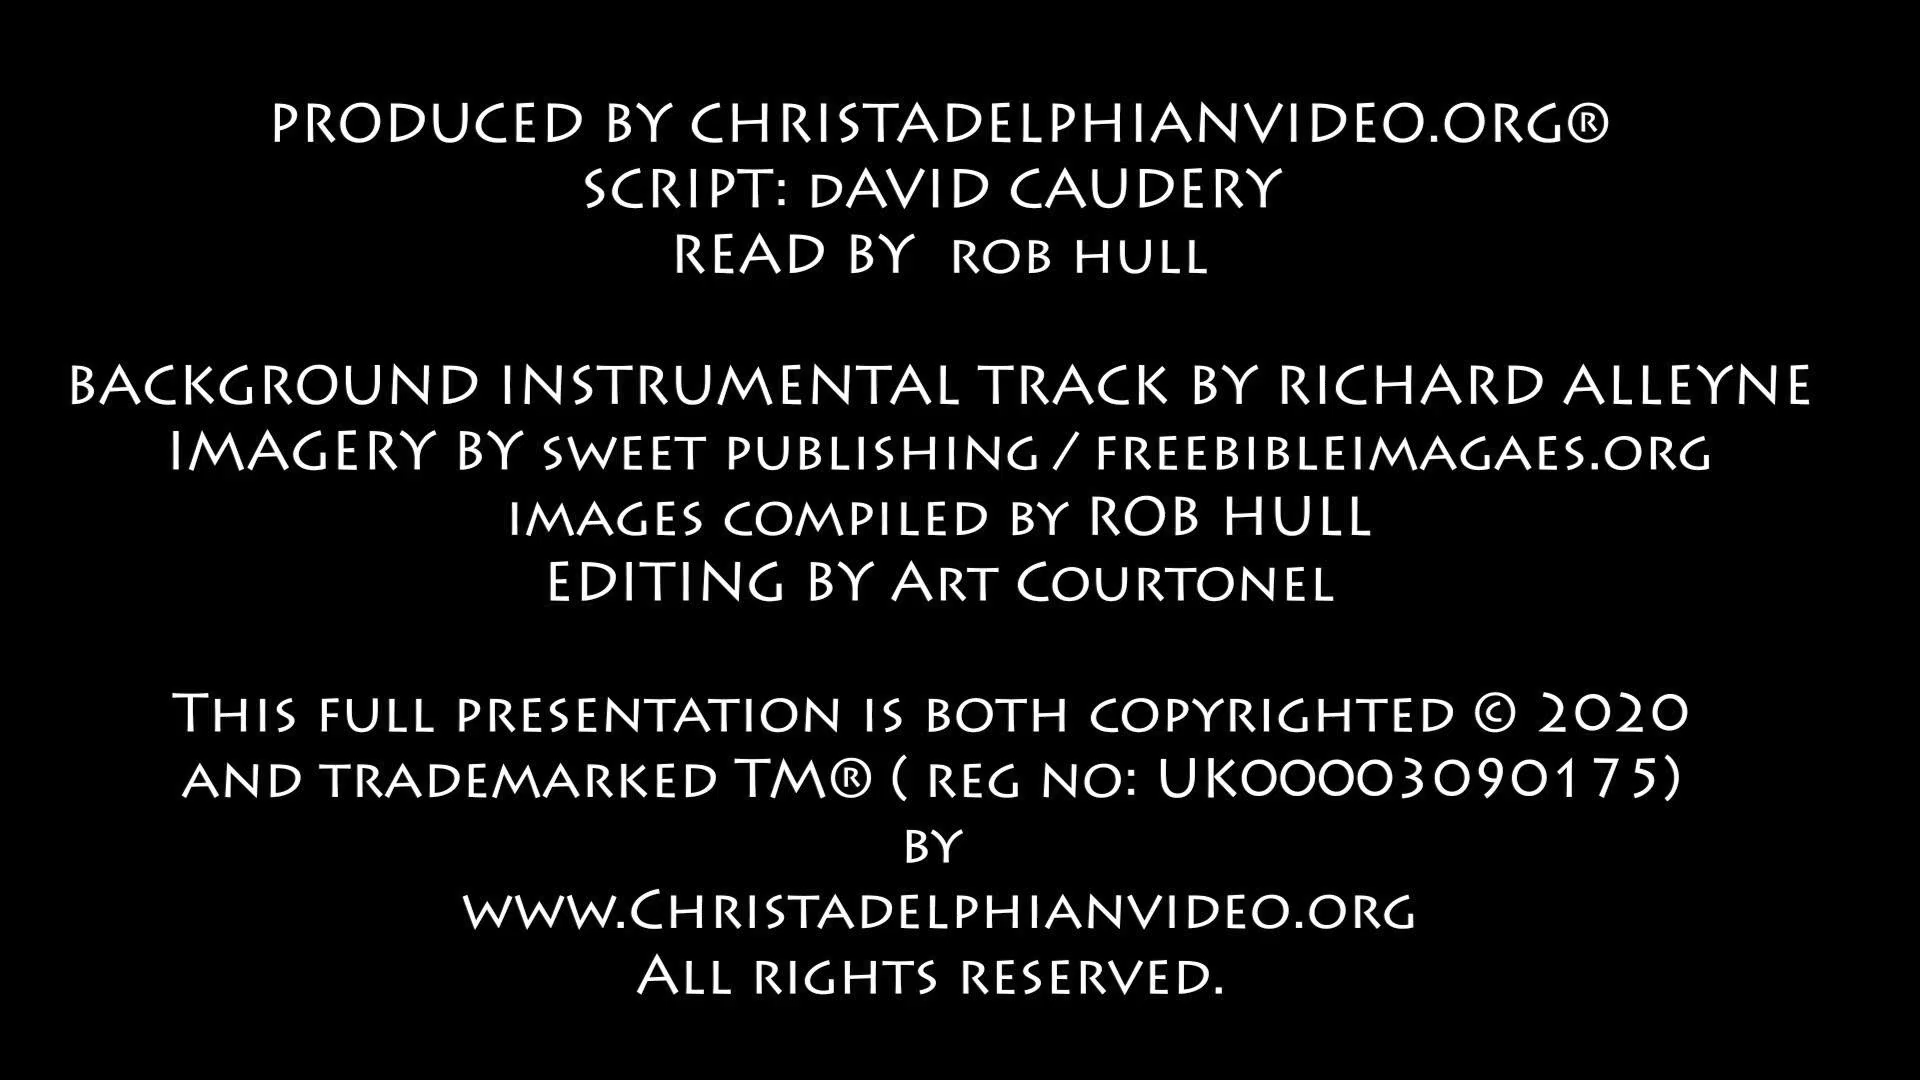 PRODUCED BY CHRISTADELPHIANVIDEO.ORG®
SCRIPT: dAVID CAUDERY
READ BY rob hull
BACKGROUND INSTRUMENTAL TRACK BY RICHARD ALLEYNE
IMAGERY BY sweet publishing / freebibleimagaes.org
images compiled by ROB HULL
EDITING BY Art Courtonel
This full presentation is both copyrighted © 2020
and trademarked TM® ( reg no: UK00003090175)
by
www.Christadelphianvideo.org
All rights reserved.